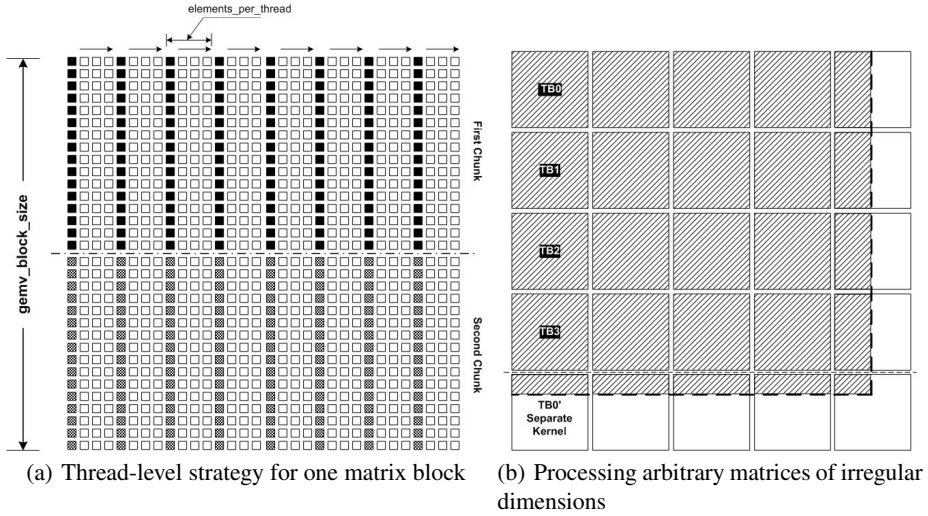 elements_per_thread
gemv_block_size
First Chunk
Second Chunk
TB0
TB1
TB2
TB3
TB0'
Separate
Kernel
(a) Thread-level strategy for one matrix block
(b) Processing arbitrary matrices of irregular
dimensions